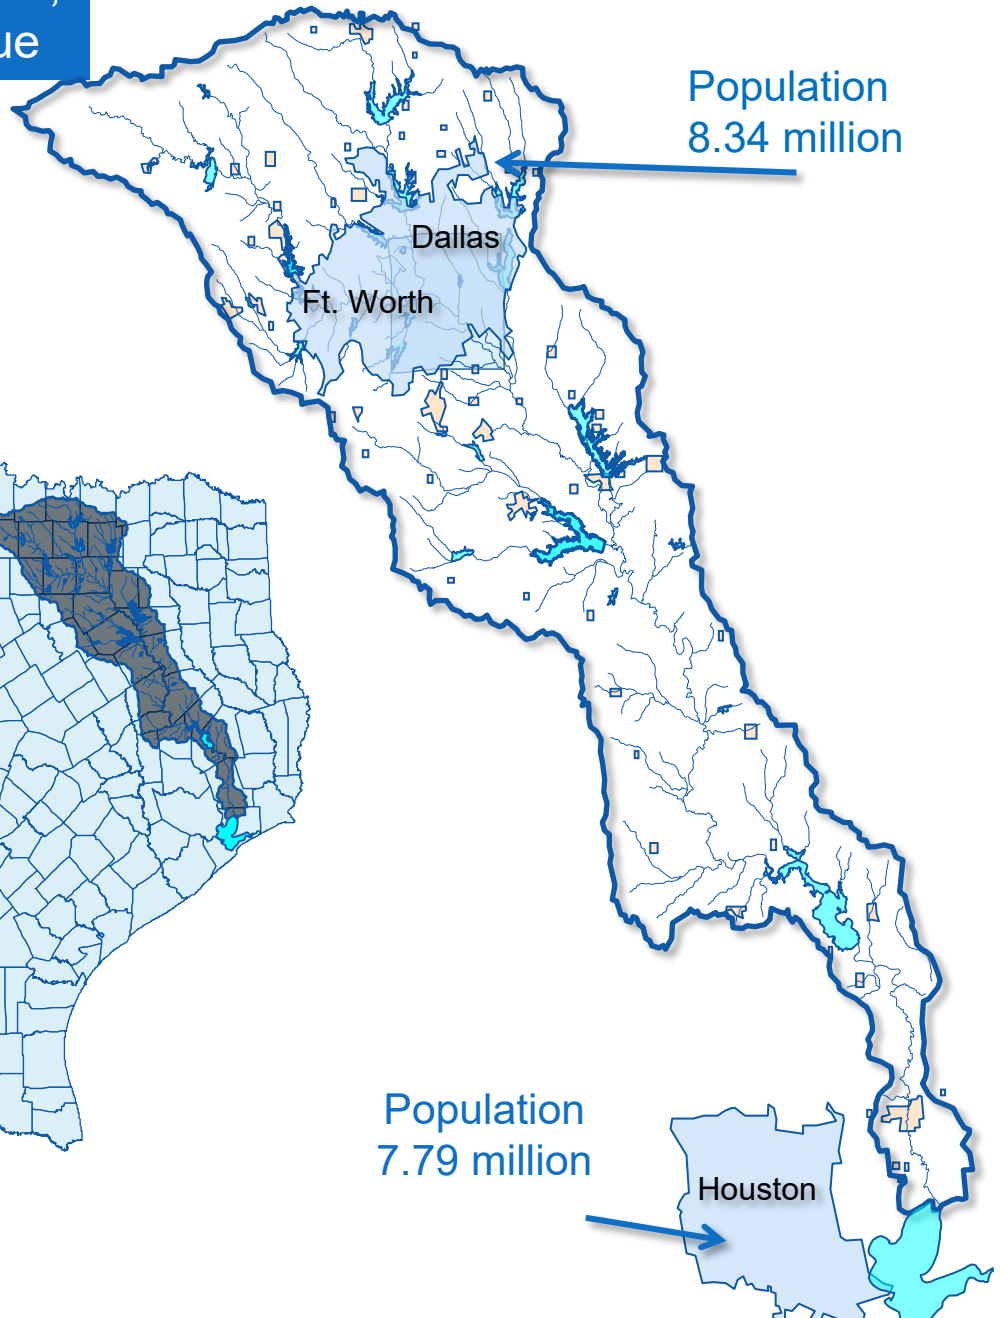 Population
8.34 million
Dallas
Ft. Worth
Population
7.79 million
Houston